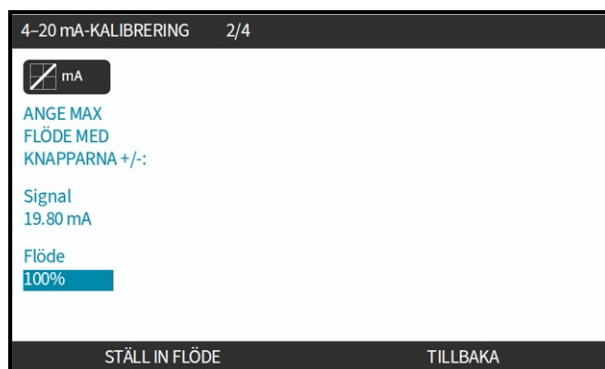 4–20 mA-KALIBRERING 2/4
mA
ANGE MAX
FLÖDE MED
KNAPPARNA +/-:
Signal
19.80 mA
Flöde
100%
STÄLL IN FLÖDE TILLBAKA